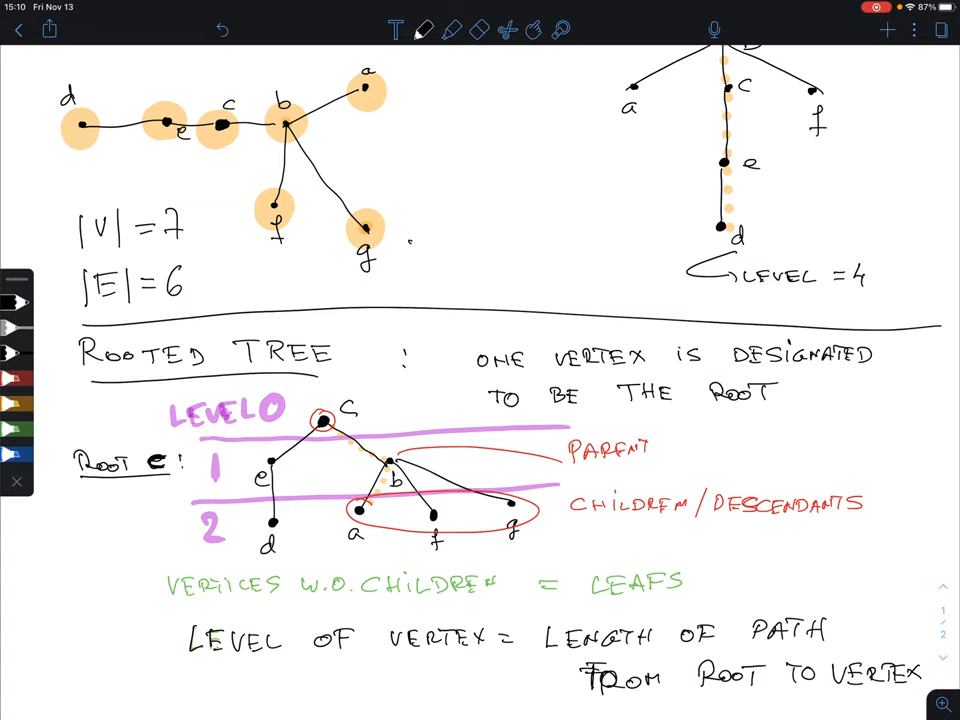 15:10 Fri Nov 13
87%
T
d
e
c
b
a
f
g
|V| = 7
|E| = 6
a
c
f
e
d
LEVEL = 4
ROOTED TREE : ONE VERTEX IS DESIGNATED
TO BE THE ROOT
LEVEL 0
c
ROOT c :
1
e
b
PARENT
2
d
a
f
g
CHILDREN/DESCENDANTS
VERTICES W.O. CHILDREN = LEAFS
LEVEL OF VERTEX = LENGTH OF PATH
FROM ROOT TO VERTEX
1
/
2